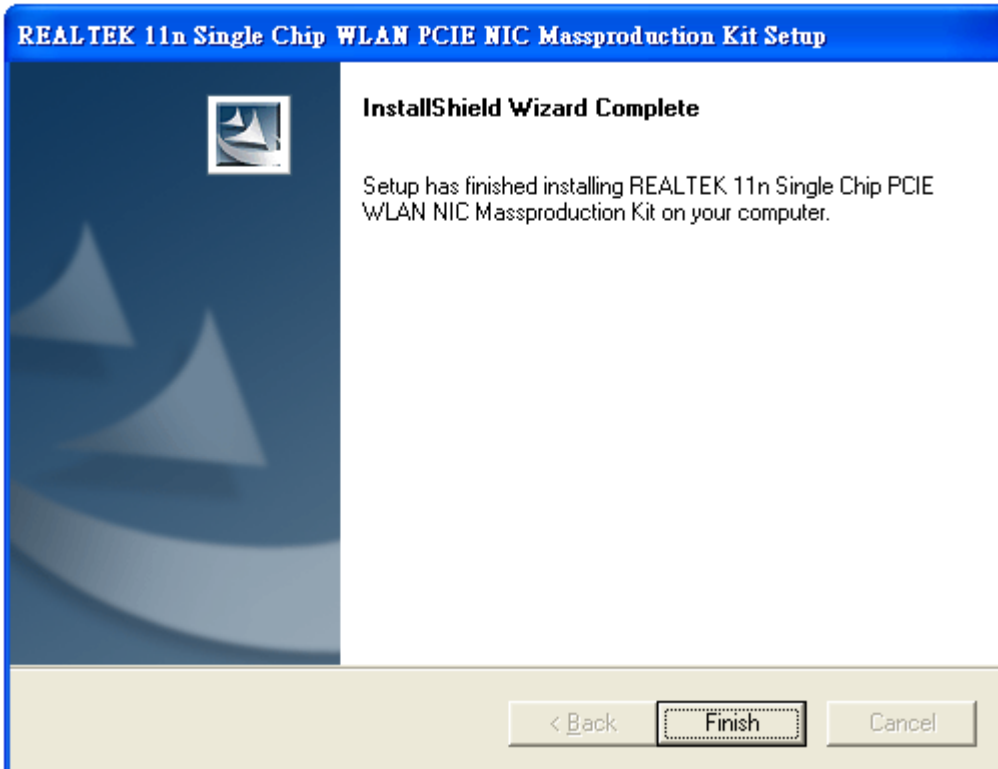 REALTEK 11n Single Chip WLAN PCIE NIC Massproduction Kit Setup
InstallShield Wizard Complete
Setup has finished installing REALTEK 11n Single Chip PCIE
WLAN NIC Massproduction Kit on your computer.
< Back Finish Cancel